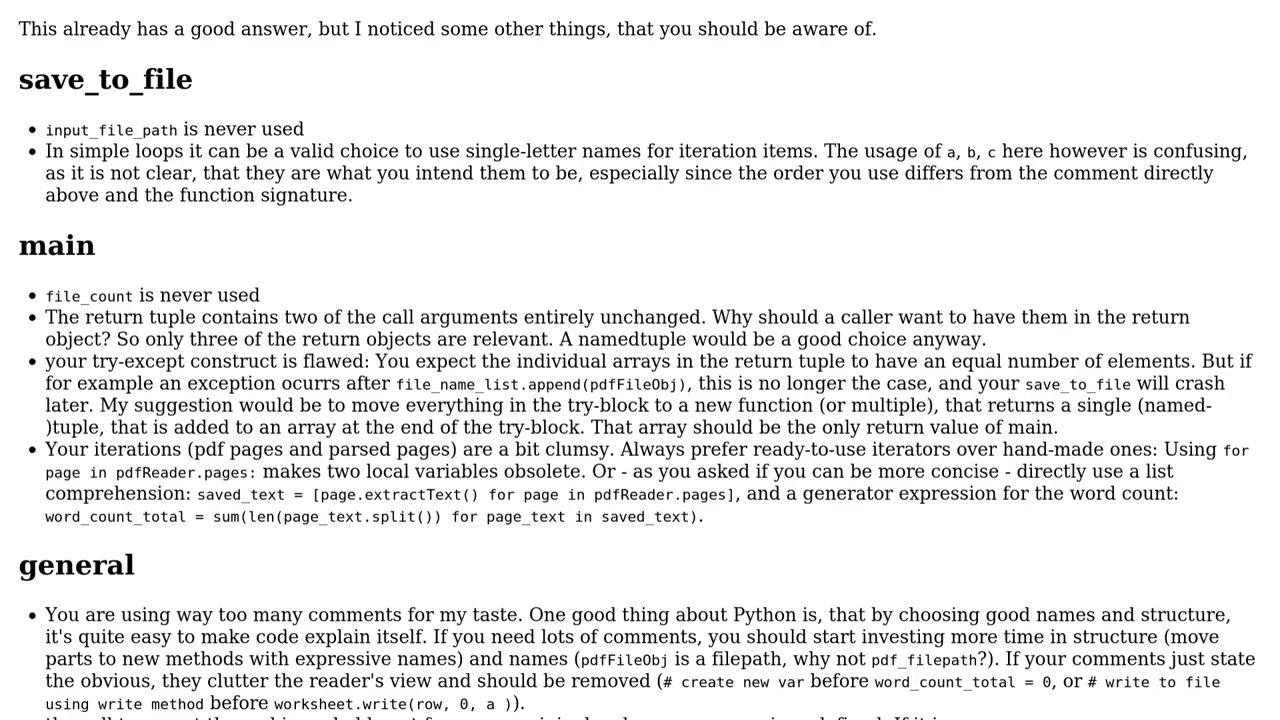 This already has a good answer, but I noticed some other things, that you should be aware of.
save_to_file
• input_file_path is never used
• In simple loops it can be a valid choice to use single-letter names for iteration items. The usage of a, b, c here however is confusing,
as it is not clear, that they are what you intend them to be, especially since the order you use differs from the comment directly
above and the function signature.
main
• file_count is never used
• The return tuple contains two of the call arguments entirely unchanged. Why should a caller want to have them in the return
object? So only three of the return objects are relevant. A namedtuple would be a good choice anyway.
• your try-except construct is flawed: You expect the individual arrays in the return tuple to have an equal number of elements. But if
for example an exception ocurrs after file_name_list.append(pdfFileObj), this is no longer the case, and your save_to_file will crash
later. My suggestion would be to move everything in the try-block to a new function (or multiple), that returns a single (named-
)tuple, that is added to an array at the end of the try-block. That array should be the only return value of main.
• Your iterations (pdf pages and parsed pages) are a bit clumsy. Always prefer ready-to-use iterators over hand-made ones: Using for
page in pdfReader.pages: makes two local variables obsolete. Or - as you asked if you can be more concise - directly use a list
comprehension: saved_text = [page.extractText() for page in pdfReader.pages], and a generator expression for the word count:
word_count_total = sum(len(page_text.split()) for page_text in saved_text).
general
• You are using way too many comments for my taste. One good thing about Python is, that by choosing good names and structure,
it's quite easy to make code explain itself. If you need lots of comments, you should start investing more time in structure (move
parts to new methods with expressive names) and names (pdfFileObj is a filepath, why not pdf_filepath?). If your comments just state
the obvious, they clutter the reader's view and should be removed (# create new var before word_count_total = 0, or # write to file
using write method before worksheet.write(row, 0, a )).